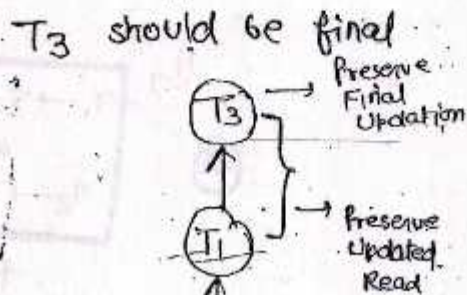 T3 should be final.
Preserve
Final
Updation
T3
Preserve
Updated
Read
T1